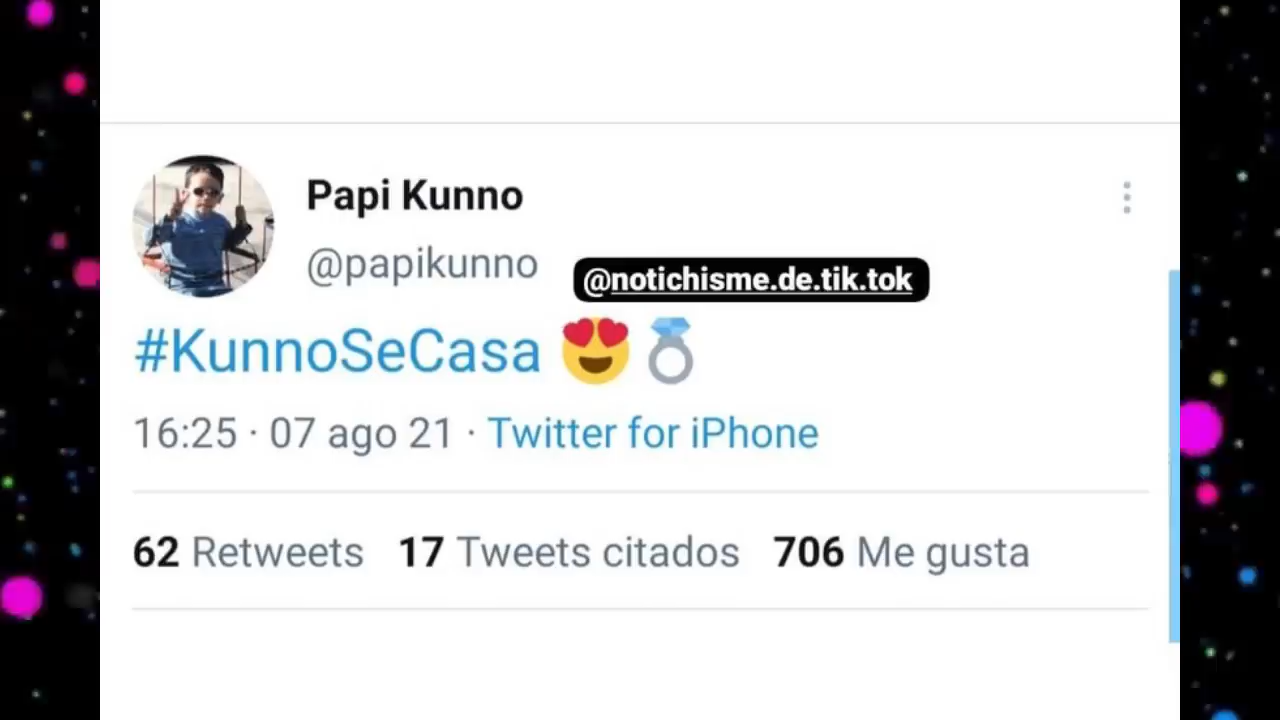 Papi Kunno
@papikunno
@notichisme.de.tik.tok
#KunnoSeCasa 😍💍
16:25 · 07 ago 21 · Twitter for iPhone
62 Retweets 17 Tweets citados 706 Me gusta